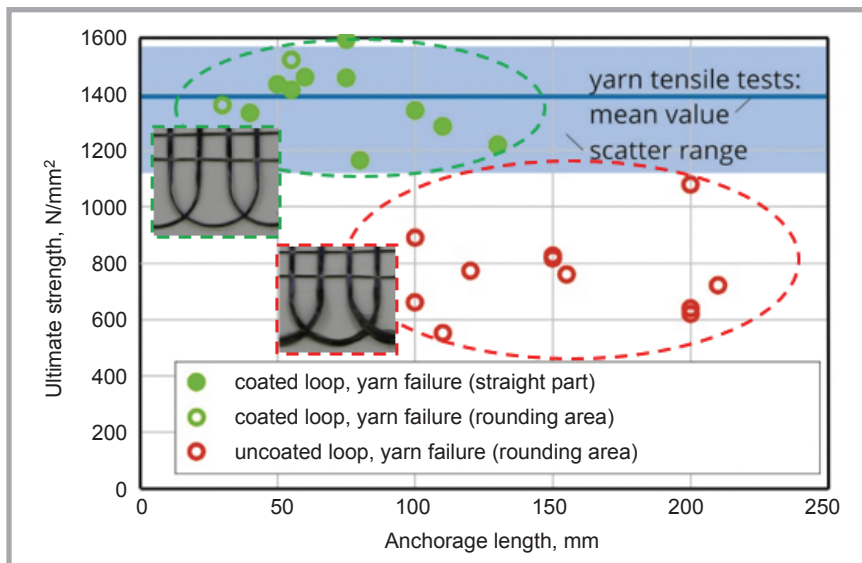 1600
1400
1200
1000
800
600
400
200
0
Ultimate strength, N/mm²
yarn tensile tests:
mean value
scatter range
coated loop, yarn failure (straight part)
coated loop, yarn failure (rounding area)
uncoated loop, yarn failure (rounding area)
0 50 100 150 200 250
Anchorage length, mm